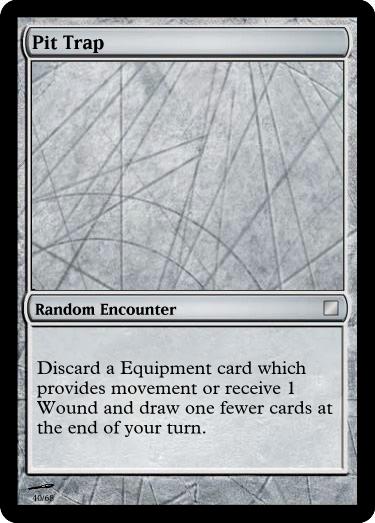 Pit Trap
Random Encounter
Discard a Equipment card which
provides movement or receive 1
Wound and draw one fewer cards at
the end of your turn.
40/68